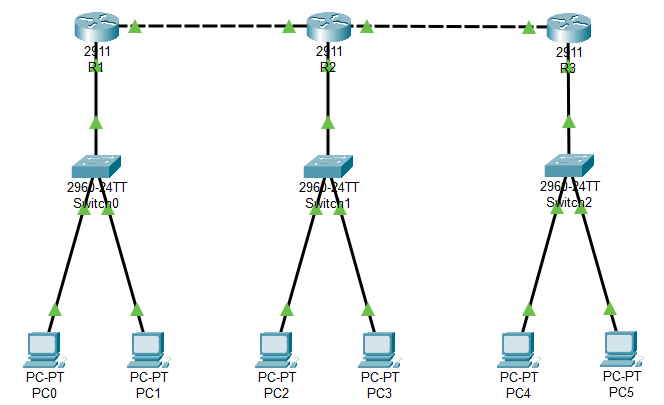 2911
R1
2911
R2
2911
R3
2960-24TT
Switch0
2960-24TT
Switch1
2960-24TT
Switch2
PC-PT
PC0
PC-PT
PC1
PC-PT
PC2
PC-PT
PC3
PC-PT
PC4
PC-PT
PC5